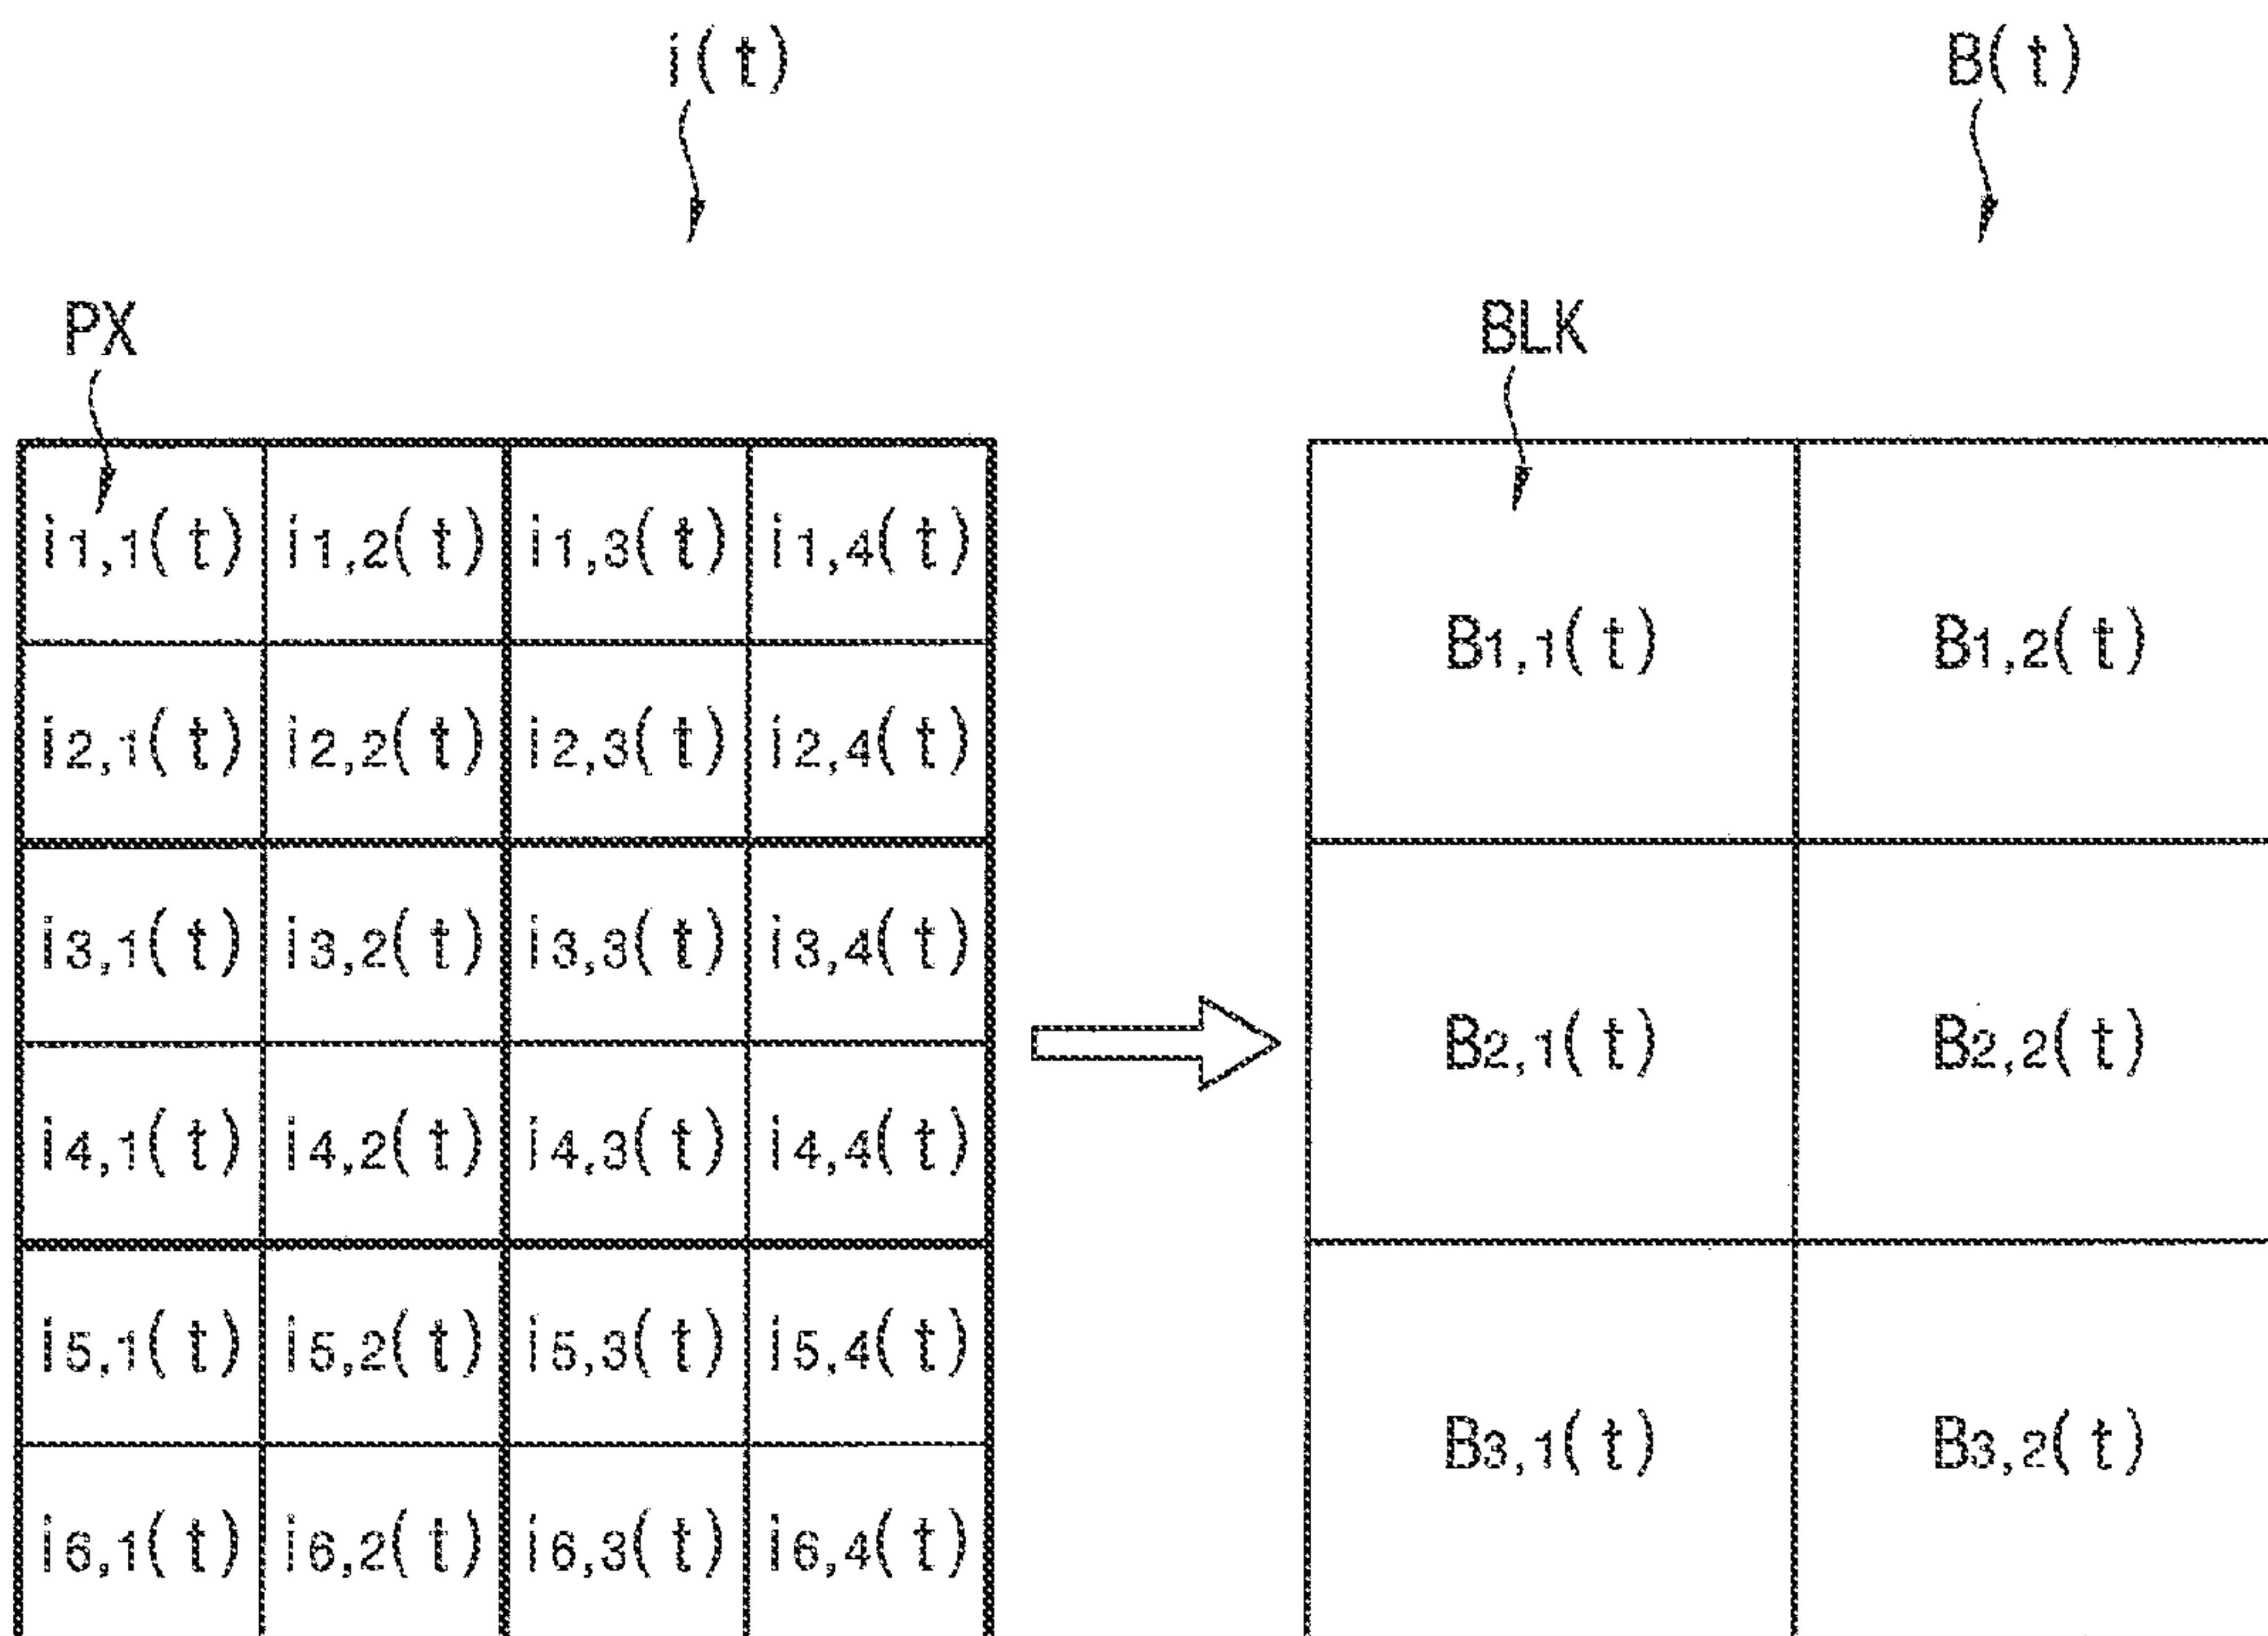 i(t) B(t)
PX BLK
i1,1(t) i1,2(t) i1,3(t) i1,4(t)
B1,1(t) B1,2(t)
i2,1(t) i2,2(t) i2,3(t) i2,4(t)
i3,1(t) i3,2(t) i3,3(t) i3,4(t)
B2,1(t) B2,2(t)
i4,1(t) i4,2(t) i4,3(t) i4,4(t)
i5,1(t) i5,2(t) i5,3(t) i5,4(t)
B3,1(t) B3,2(t)
i6,1(t) i6,2(t) i6,3(t) i6,4(t)